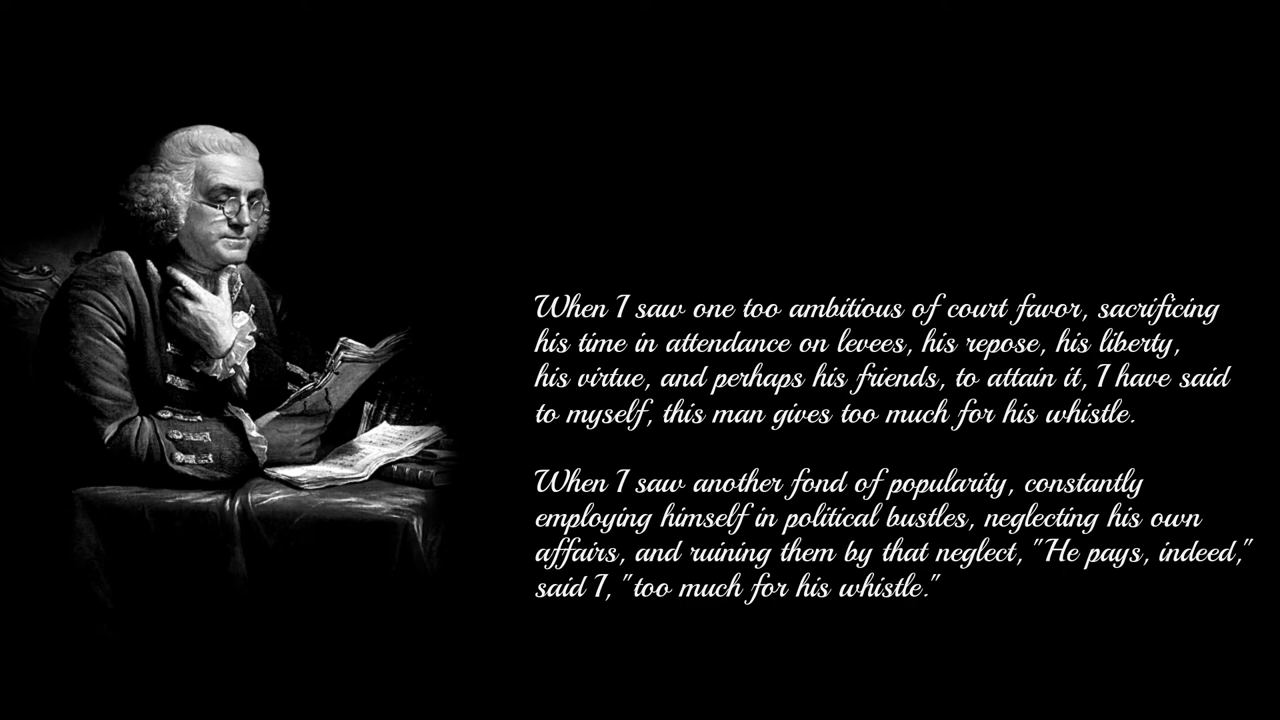 When I saw one too ambitious of court favor, sacrificing
his time in attendance on levees, his repose, his liberty,
his virtue, and perhaps his friends, to attain it, I have said
to myself, this man gives too much for his whistle.
When I saw another fond of popularity, constantly
employing himself in political bustles, neglecting his own
affairs, and ruining them by that neglect, "He pays, indeed,"
said I, "too much for his whistle."